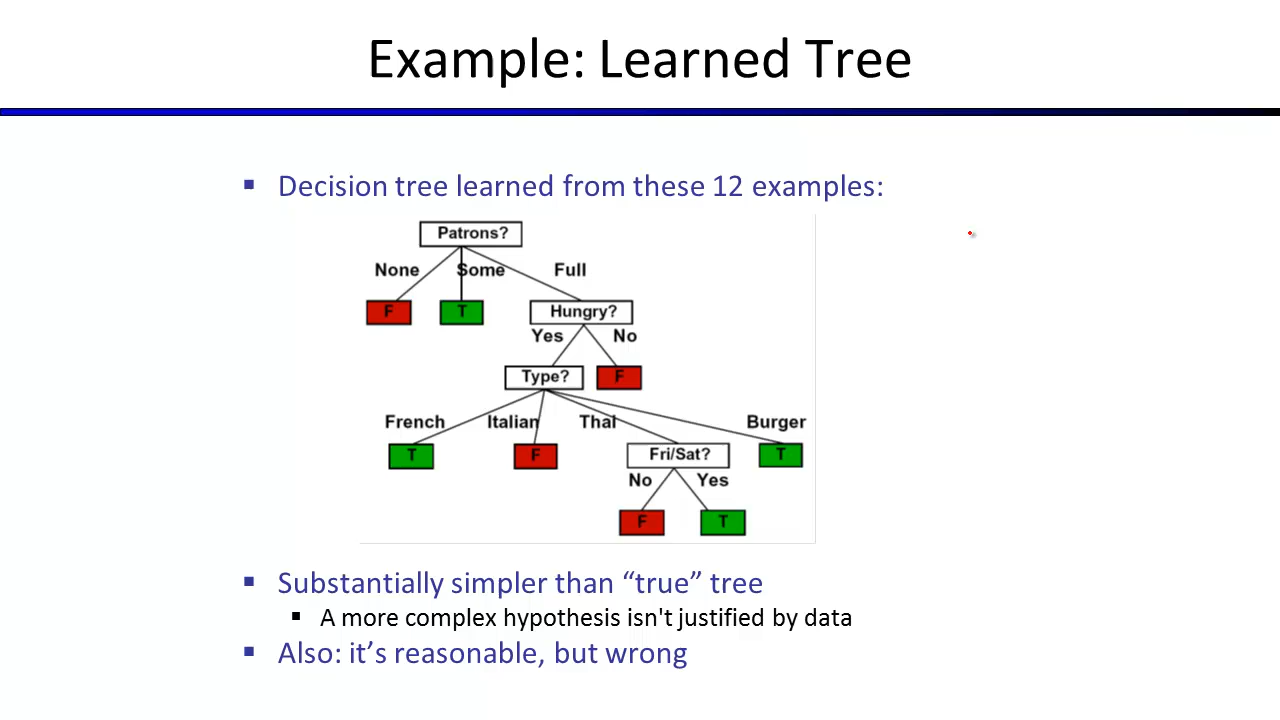 Example: Learned Tree
▪ Decision tree learned from these 12 examples:
Patrons?
None Some Full
F T Hungry?
Yes No
Type? F
French Italian Thai Burger
T F Fri/Sat? T
No Yes
F T
▪ Substantially simpler than “true” tree
▪ A more complex hypothesis isn't justified by data
▪ Also: it’s reasonable, but wrong